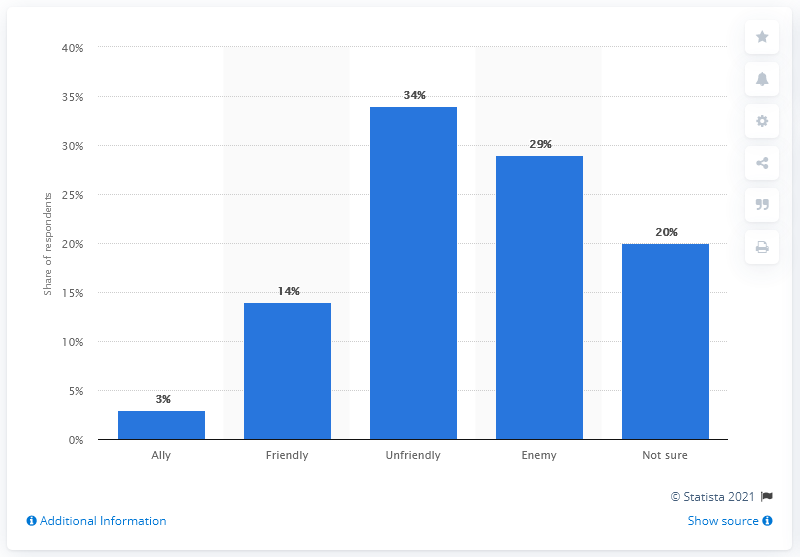 40%
35%
30%
25%
20%
15%
10%
5%
0%
Share of respondents
3%
14%
34%
29%
20%
Ally
Friendly
Unfriendly
Enemy
Not sure
© Statista 2021
Additional Information
Show source